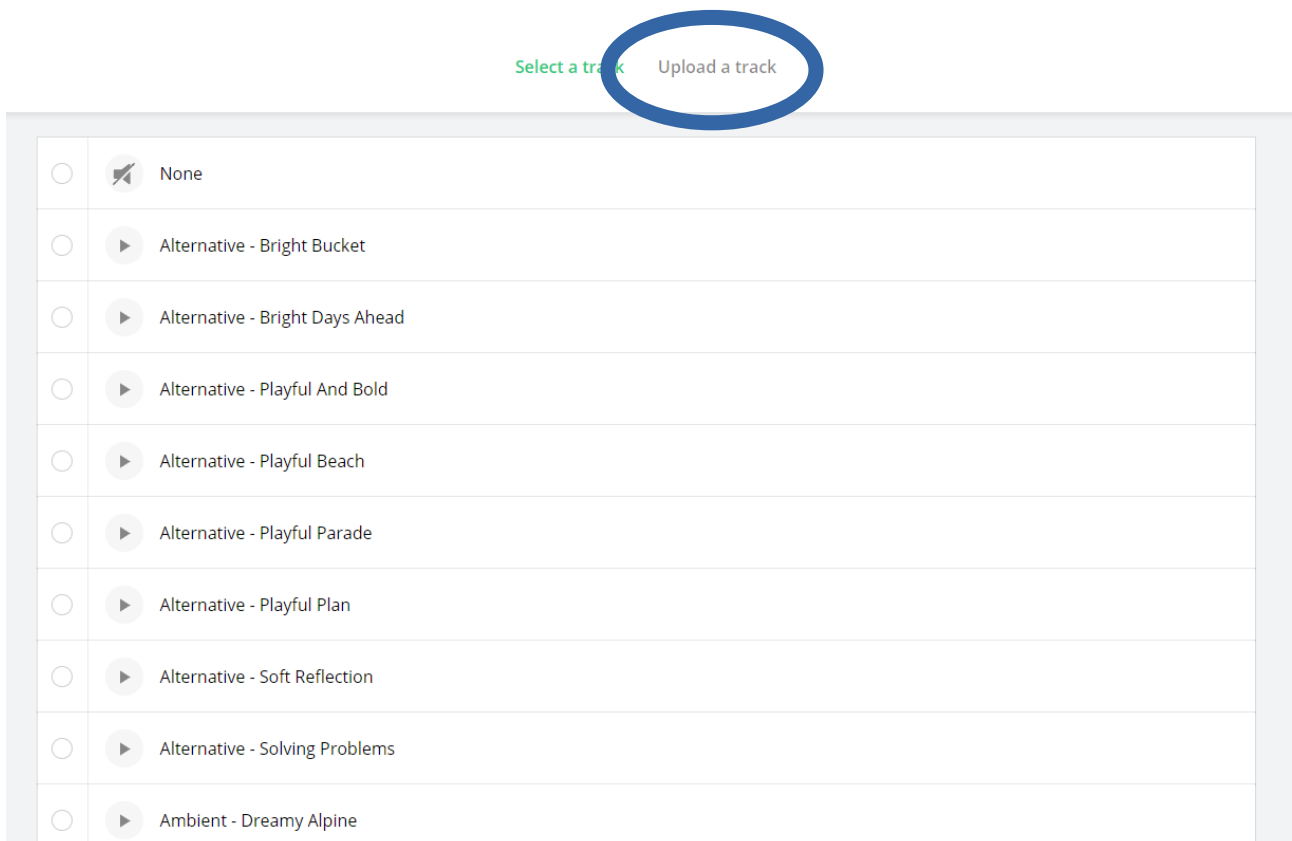 Select a track Upload a track
None
Alternative - Bright Bucket
Alternative - Bright Days Ahead
Alternative - Playful And Bold
Alternative - Playful Beach
Alternative - Playful Parade
Alternative - Playful Plan
Alternative - Soft Reflection
Alternative - Solving Problems
Ambient - Dreamy Alpine